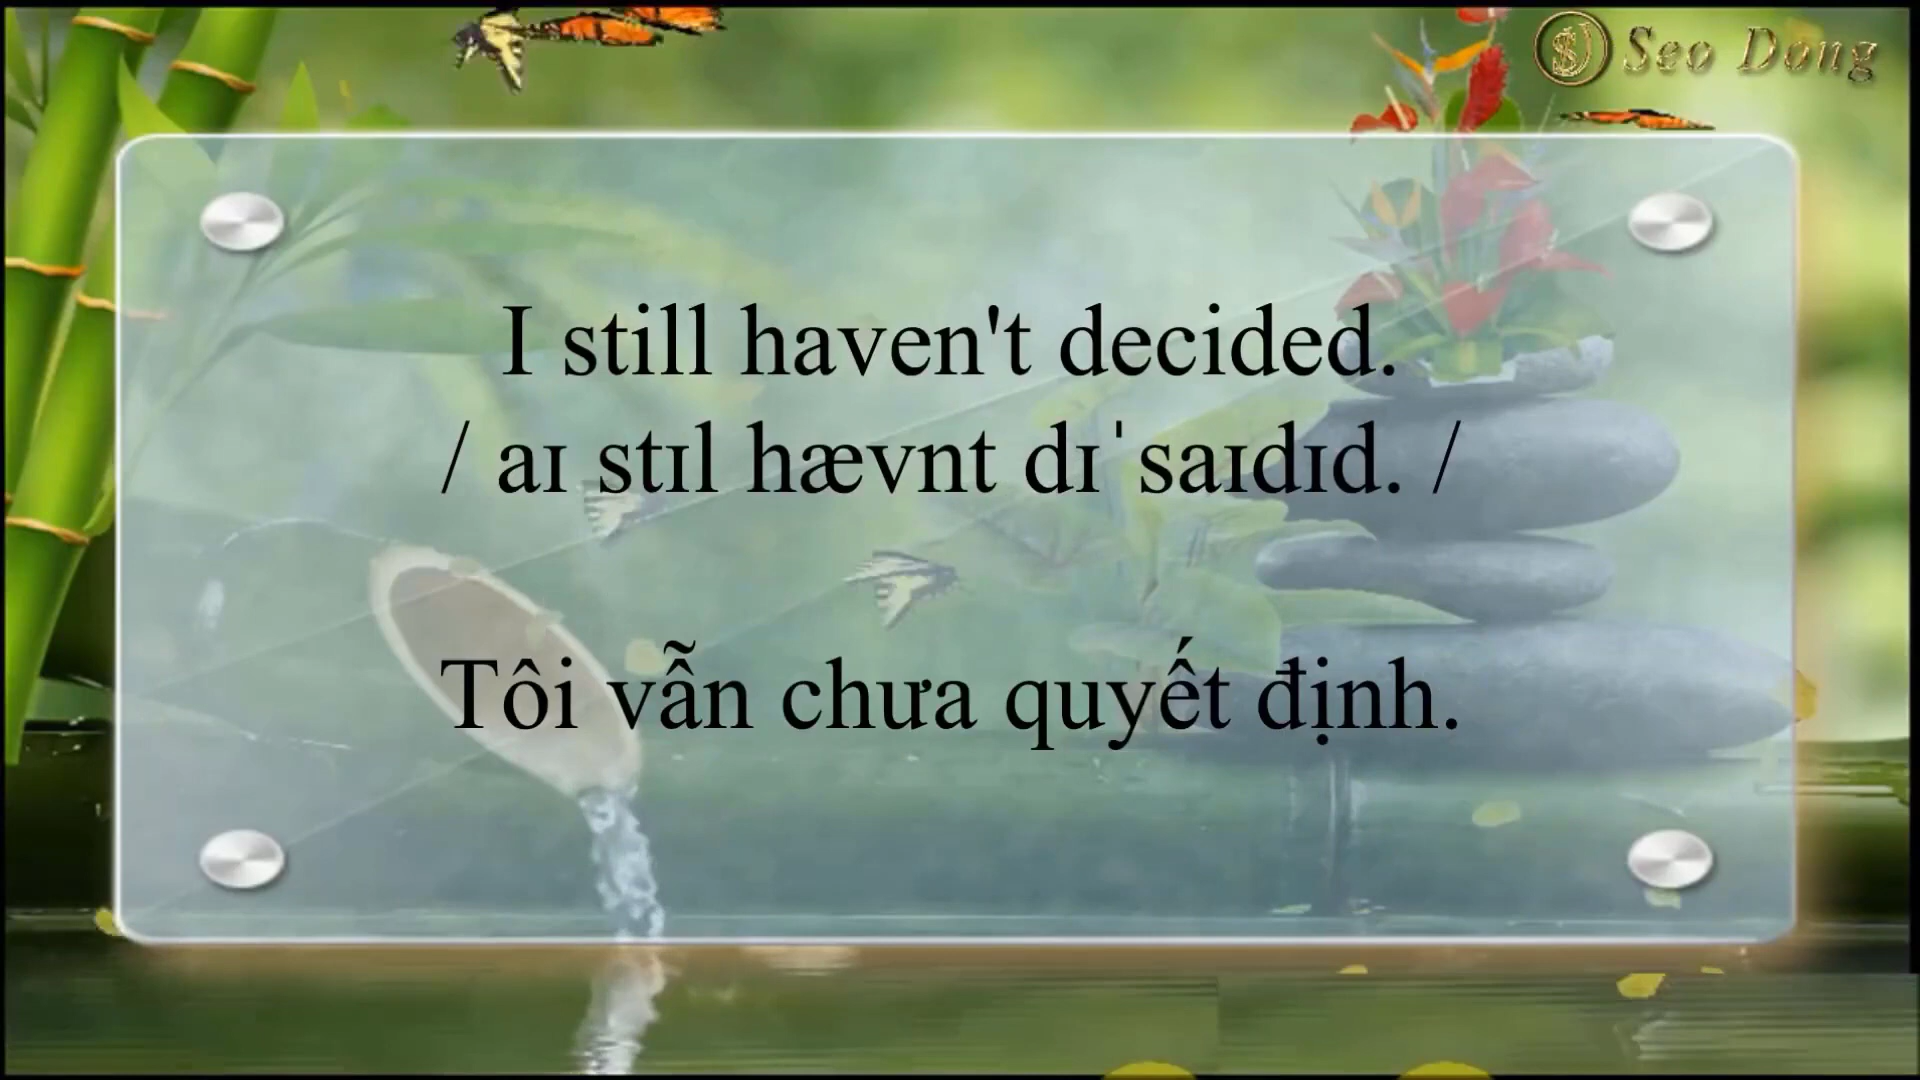 Seo Dong
I still haven't decided.
/ aɪ stɪl hævnt dɪˈsaɪdɪd. /
Tôi vẫn chưa quyết định.